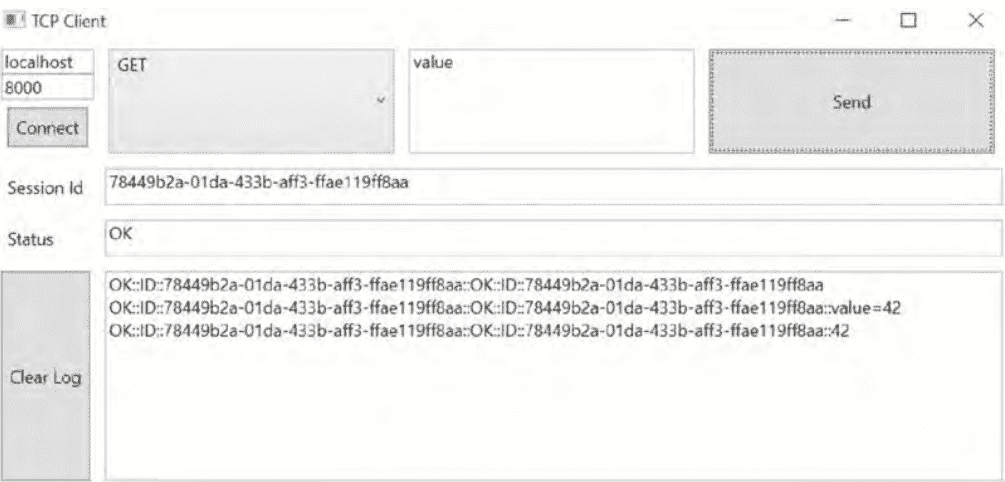 TCP Client
localhost
8000
Connect
GET
value
Send
Session Id
78449b2a-01da-433b-aff3-ffae119ff8aa
Status
OK
Clear Log
OK::ID::78449b2a-01da-433b-aff3-ffae119ff8aa::OK::ID::78449b2a-01da-433b-aff3-ffae119ff8aa
OK::ID::78449b2a-01da-433b-aff3-ffae119ff8aa::OK::ID::78449b2a-01da-433b-aff3-ffae119ff8aa::value=42
OK::ID::78449b2a-01da-433b-aff3-ffae119ff8aa::OK::ID::78449b2a-01da-433b-aff3-ffae119ff8aa::42